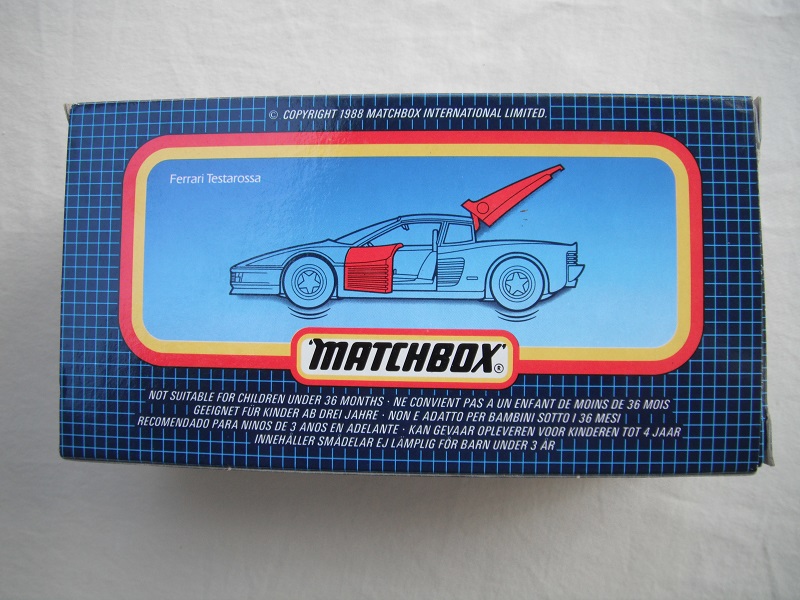 © COPYRIGHT 1988 MATCHBOX INTERNATIONAL LIMITED.
Ferrari Testarossa
"MATCHBOX"®
NOT SUITABLE FOR CHILDREN UNDER 36 MONTHS · NE CONVIENT PAS A UN ENFANT DE MOINS DE 36 MOIS
GEEIGNET FÜR KINDER AB DREI JAHRE · NON E ADATTO PER BAMBINI SOTTO I 36 MESI
RECOMENDADO PARA NINOS DE 3 ANOS EN ADELANTE · KAN GEVAAR OPLEVEREN VOOR KINDEREN TOT 4 JAAR
INNEHÅLLER SMÅDELAR EJ LÄMPLIG FÖR BARN UNDER 3 ÅR